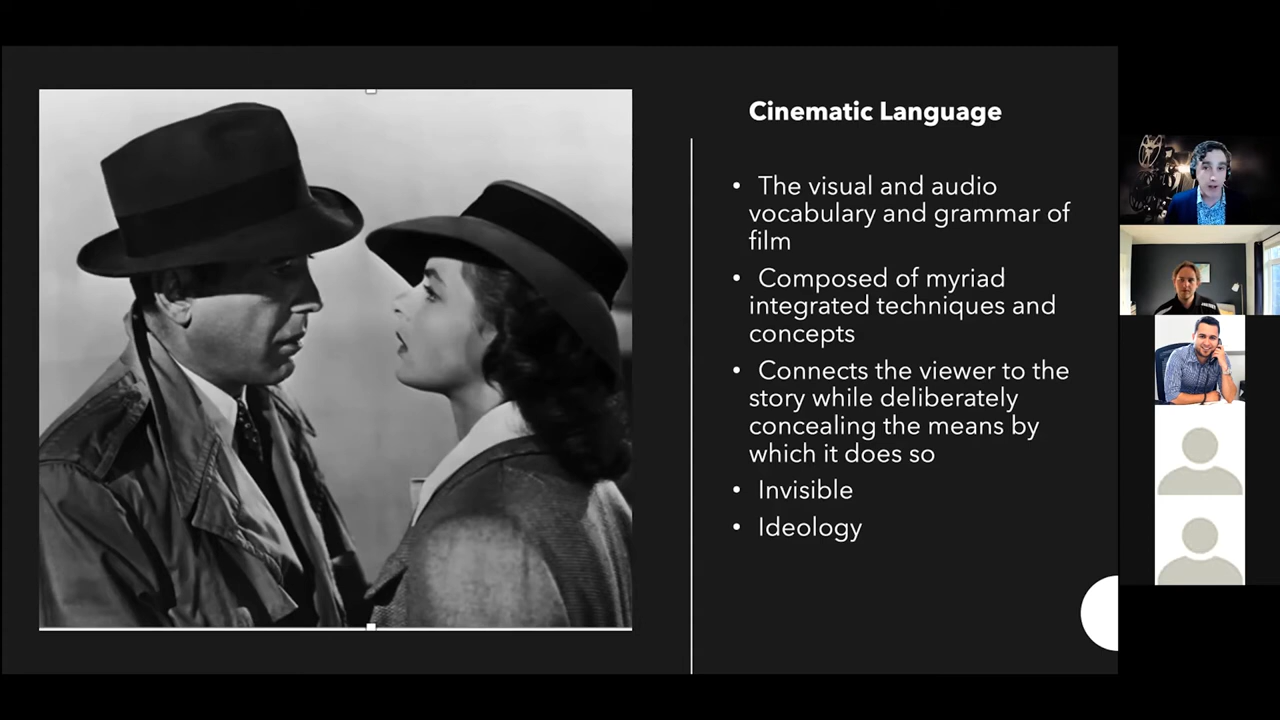 Cinematic Language
• The visual and audio
vocabulary and grammar of
film
• Composed of myriad
integrated techniques and
concepts
• Connects the viewer to the
story while deliberately
concealing the means by
which it does so
• Invisible
• Ideology